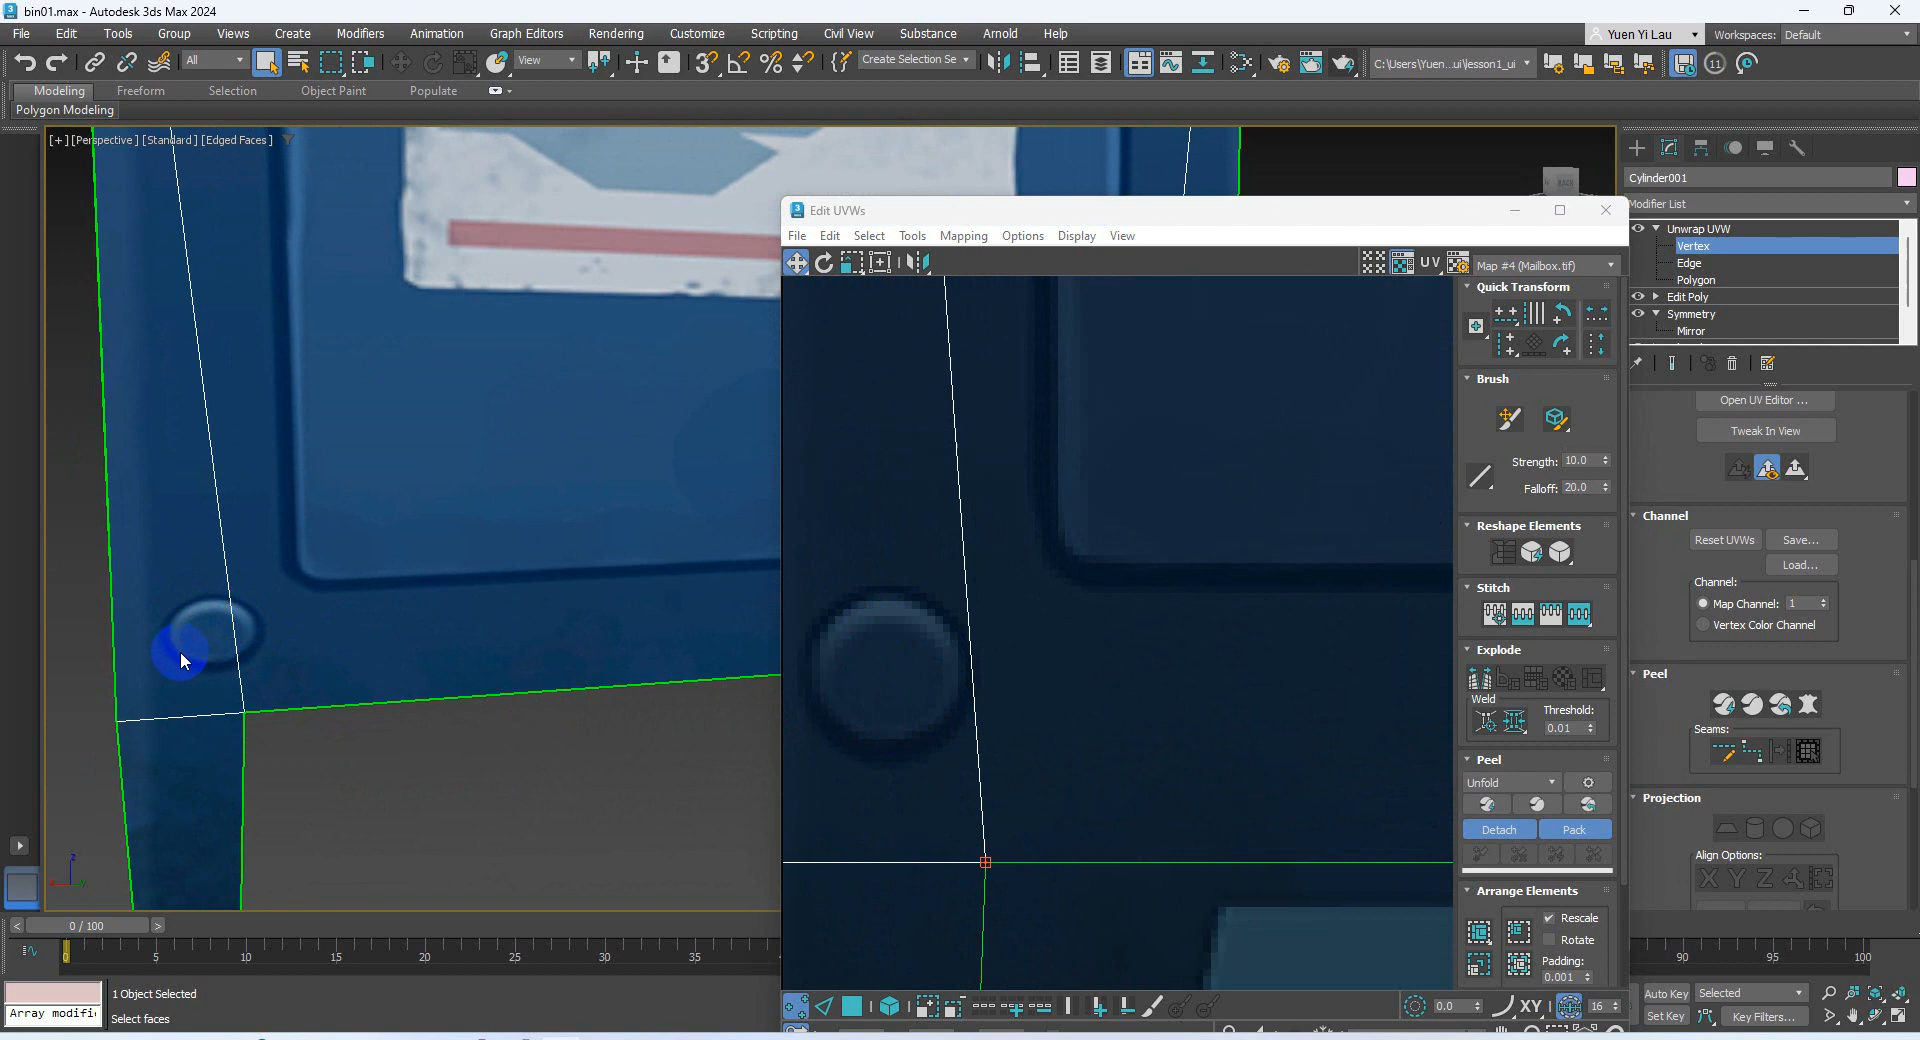 bin01.max - Autodesk 3ds Max 2024
File Edit Tools Group Views Create Modifiers Animation Graph Editors Rendering Customize Scripting Civil View Substance Arnold Help
Yuen Yi Lau
Workspaces: Default
All
View
Create Selection Se
C:\Users\Yuen...ui\lesson1_ui
11
Modeling Freeform Selection Object Paint Populate
Polygon Modeling
[+] [Perspective] [Standard] [Edged Faces]
Cylinder001
Modifier List
Unwrap UVW
Vertex
Edge
Polygon
Edit Poly
Symmetry
Mirror
Edit UVWs
File Edit Select Tools Mapping Options Display View
UV
Map #4 (Mailbox.tif)
Quick Transform
Brush
Strength: 10.0
Falloff: 20.0
Reshape Elements
Stitch
Explode
Weld
Threshold:
0.01
Peel
Unfold
Detach Pack
Arrange Elements
Rescale
Rotate
Padding:
0.001
Open UV Editor ...
Tweak In View
Channel
Reset UVWs Save...
Load...
Channel:
Map Channel: 1
Vertex Color Channel
Peel
Seams:
Projection
Align Options:
X Y Z
z
y
0 / 100
0 5 10 15 20 25 30 35 90 95 100
1 Object Selected
Array modifi
Select faces
0.0
XY
16
Auto Key Selected
Set Key Key Filters...